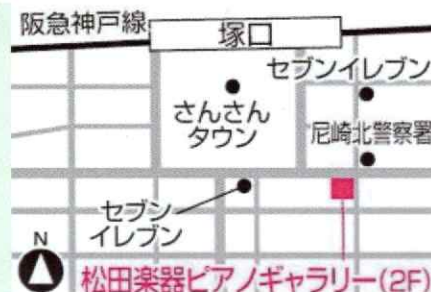 阪急神戸線
塚口
セブンイレブン
さんさん
タウン
尼崎北警察署
セブン
イレブン
N
松田楽器ピアノギャラリー(2F)